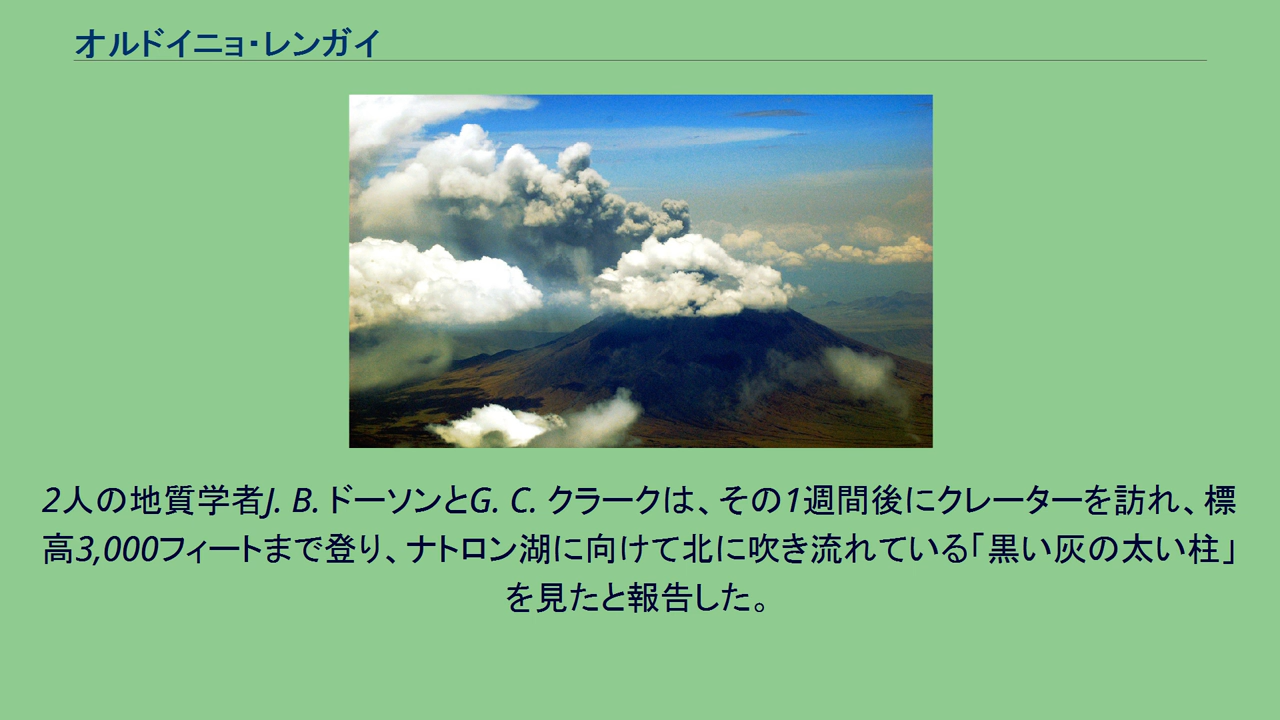 オルドイニョ・レンガイ
2人の地質学者J. B. ドーソンとG. C. クラークは、その1週間後にクレーターを訪れ、標
高3,000フィートまで登り、ナトロン湖に向けて北に吹き流れている「黒い灰の太い柱」
を見たと報告した。